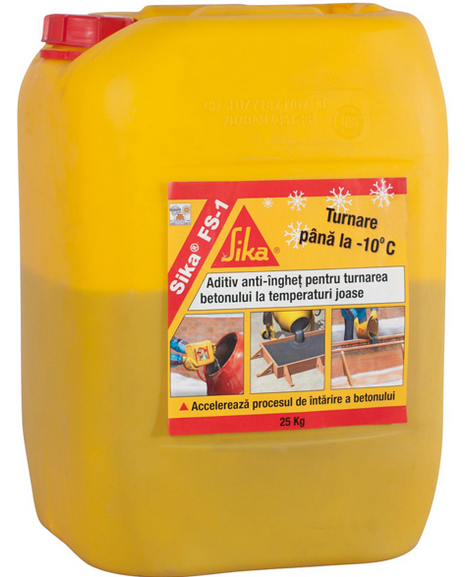 Sika® FS-1
Sika®
Turnare
până la -10°C
Aditiv anti-îngheț pentru turnarea
betonului la temperaturi joase
▲ Accelerează procesul de întărire a betonului
25 Kg